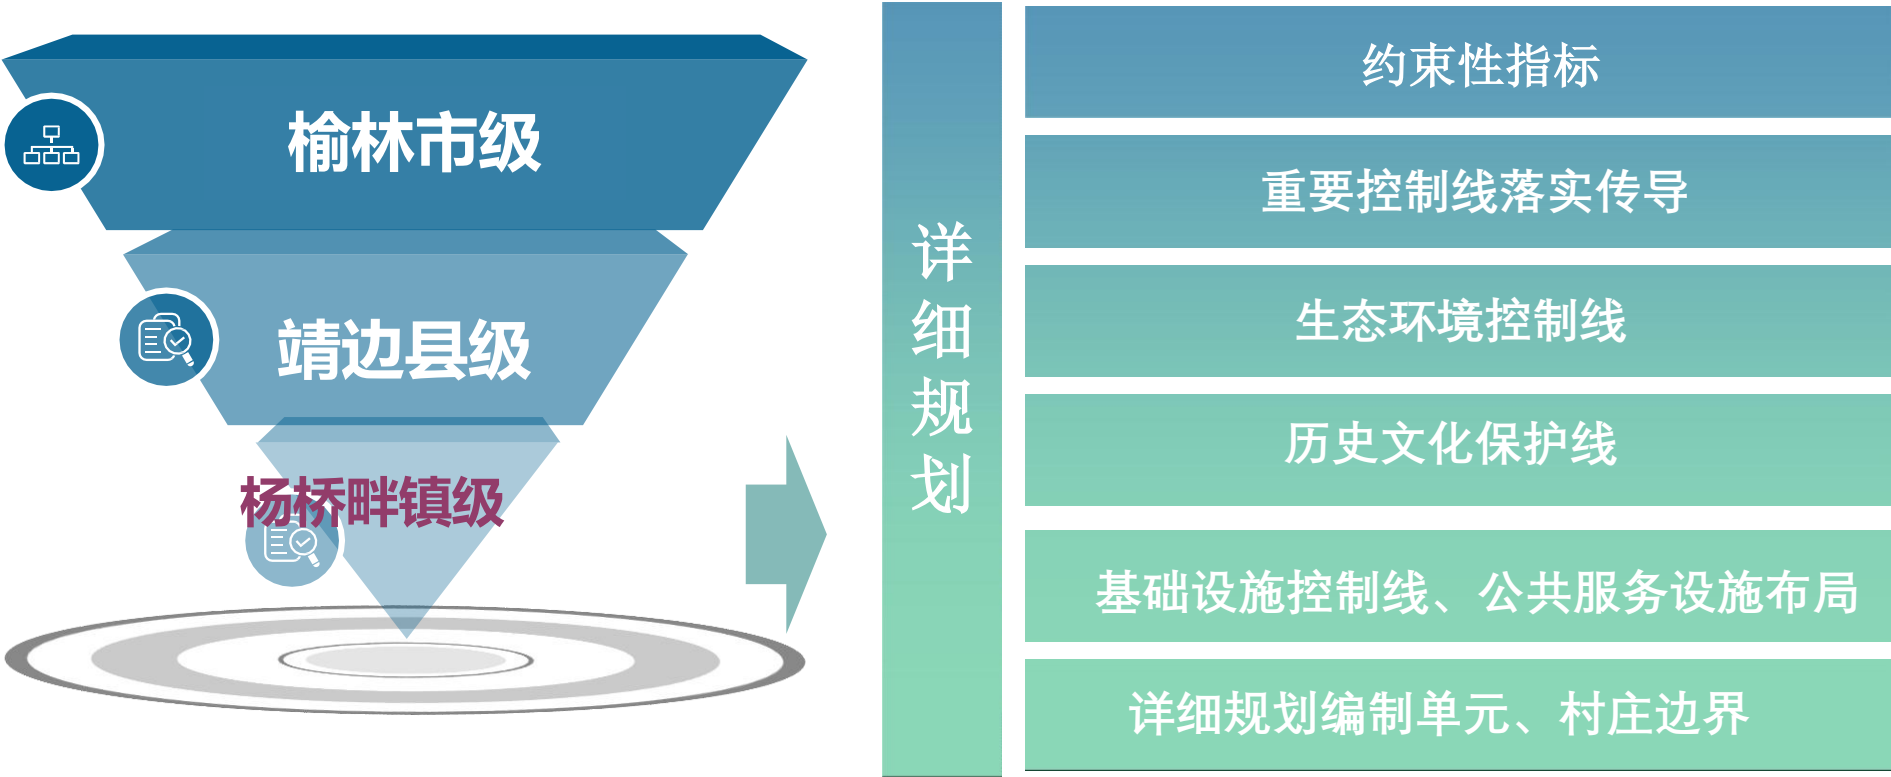 榆林市级
靖边县级
杨桥畔镇级
详细规划
约束性指标
重要控制线落实传导
生态环境控制线
历史文化保护线
基础设施控制线、公共服务设施布局
详细规划编制单元、村庄边界